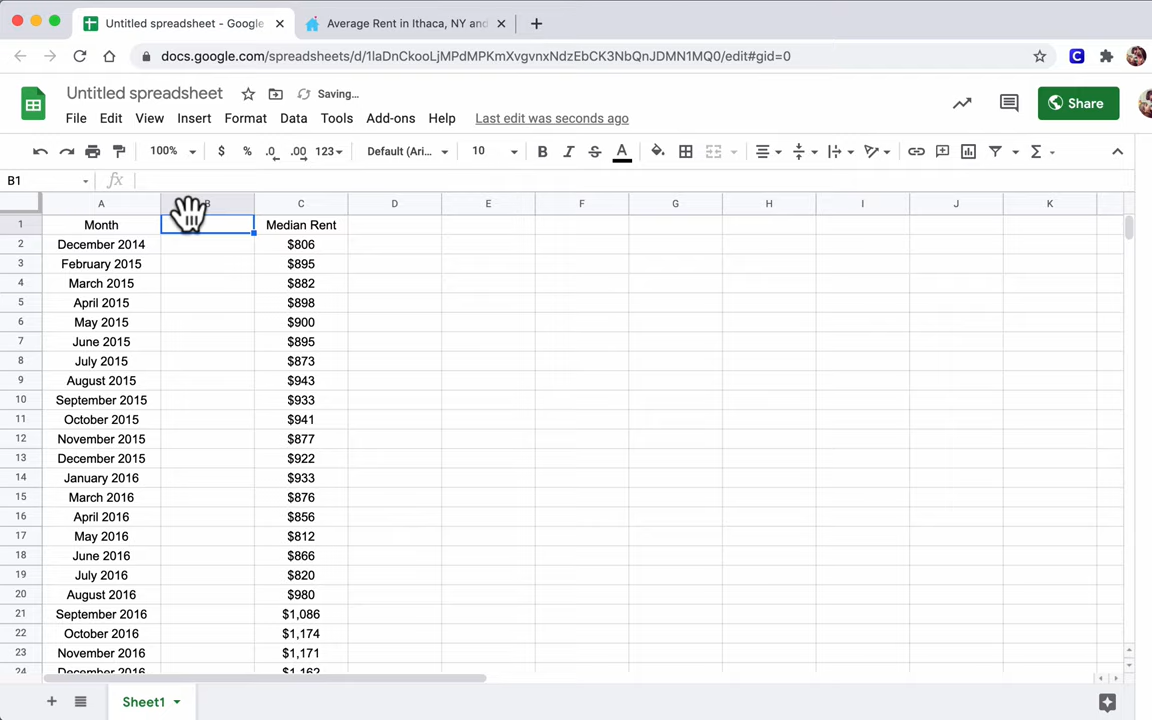 Untitled spreadsheet - Google
Average Rent in Ithaca, NY and
docs.google.com/spreadsheets/d/1laDnCkooLjMPdMPKmXvgvnxNdzEbCK3NbQnJDMN1MQ0/edit#gid=0
Untitled spreadsheet
Saving...
Share
File Edit View Insert Format Data Tools Add-ons Help Last edit was seconds ago
100% $ % .0 .00 123 Default (Ari... 10 B I S A
B1 fx
A B C D E F G H I J K
1 Month Median Rent
2 December 2014 $806
3 February 2015 $895
4 March 2015 $882
5 April 2015 $898
6 May 2015 $900
7 June 2015 $895
8 July 2015 $873
9 August 2015 $943
10 September 2015 $933
11 October 2015 $941
12 November 2015 $877
13 December 2015 $922
14 January 2016 $933
15 March 2016 $876
16 April 2016 $856
17 May 2016 $812
18 June 2016 $866
19 July 2016 $820
20 August 2016 $980
21 September 2016 $1,086
22 October 2016 $1,174
23 November 2016 $1,171
24 December 2016 $1,162
Sheet1